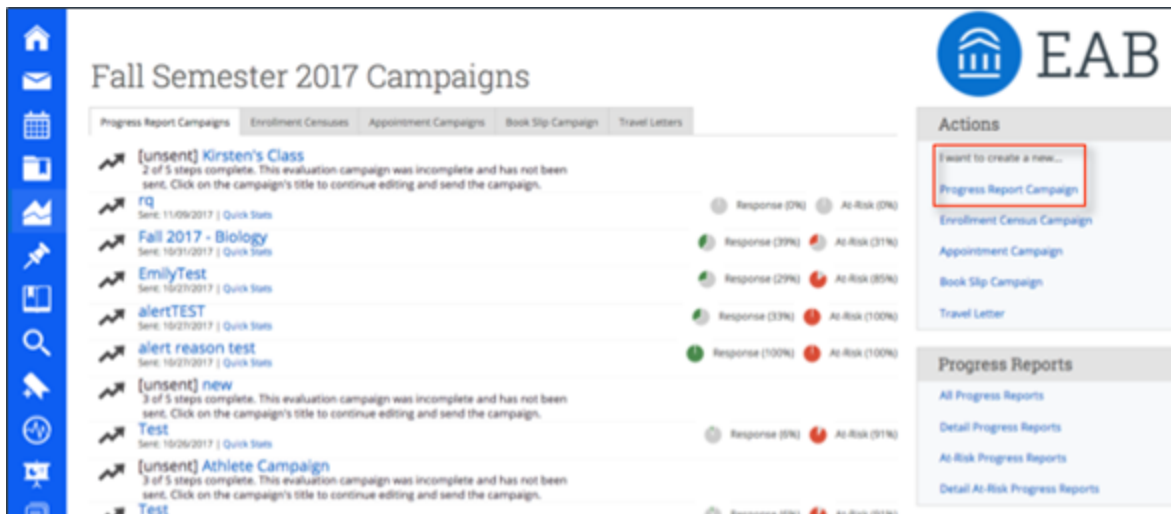 EAB
Fall Semester 2017 Campaigns
Progress Report Campaigns Enrollment Censuses Appointment Campaigns Book Slip Campaign Travel Letters
[unsent] Kirsten's Class
2 of 5 steps complete. This evaluation campaign was incomplete and has not been
sent. Click on the campaign's title to continue editing and send the campaign.
rq
Sent: 11/09/2017 | Quick Stats
Response (0%) At-Risk (0%)
Fall 2017 - Biology
Sent: 10/31/2017 | Quick Stats
Response (39%) At-Risk (31%)
EmilyTest
Sent: 10/27/2017 | Quick Stats
Response (29%) At-Risk (85%)
alertTEST
Sent: 10/27/2017 | Quick Stats
Response (33%) At-Risk (100%)
alert reason test
Sent: 10/27/2017 | Quick Stats
Response (100%) At-Risk (100%)
[unsent] new
3 of 5 steps complete. This evaluation campaign was incomplete and has not been
sent. Click on the campaign's title to continue editing and send the campaign.
Test
Sent: 10/26/2017 | Quick Stats
Response (6%) At-Risk (91%)
[unsent] Athlete Campaign
3 of 5 steps complete. This evaluation campaign was incomplete and has not been
sent. Click on the campaign's title to continue editing and send the campaign.
Test
Actions
I want to create a new...
Progress Report Campaign
Enrollment Census Campaign
Appointment Campaign
Book Slip Campaign
Travel Letter
Progress Reports
All Progress Reports
Detail Progress Reports
At-Risk Progress Reports
Detail At-Risk Progress Reports